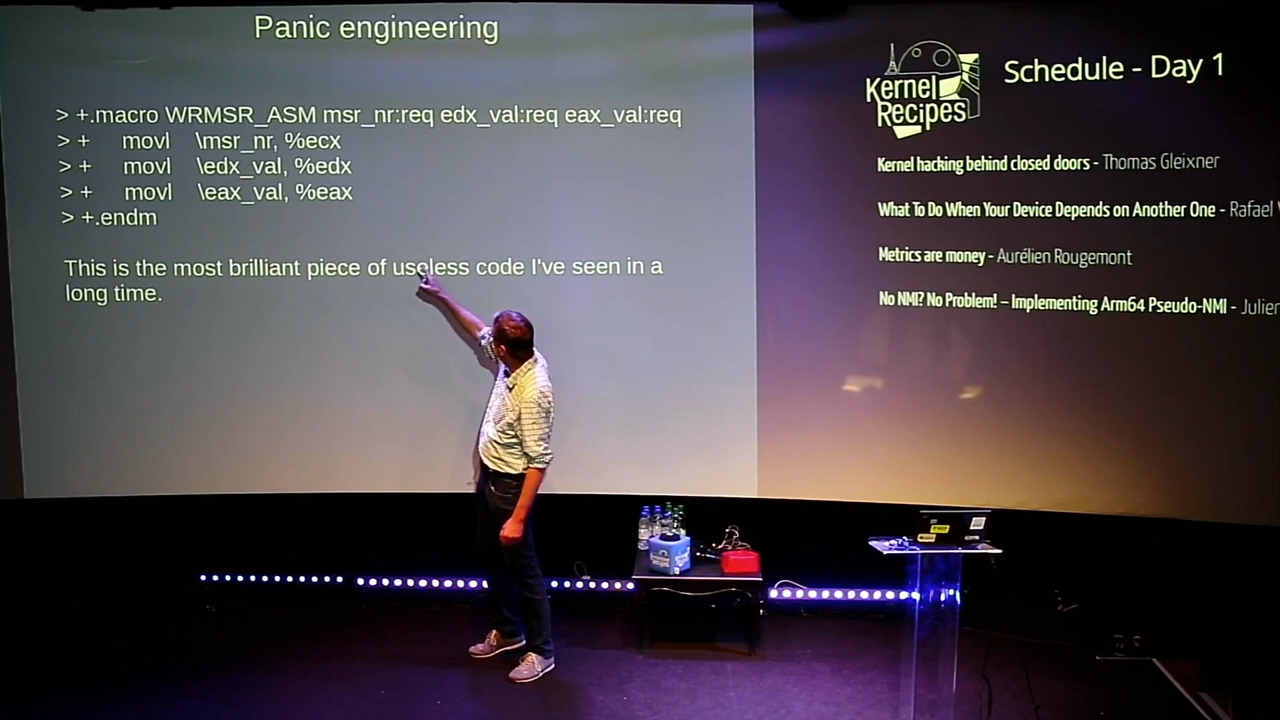 Panic engineering
> +.macro WRMSR_ASM msr_nr:req edx_val:req eax_val:req
> + movl \msr_nr, %ecx
> + movl \edx_val, %edx
> + movl \eax_val, %eax
> +.endm
This is the most brilliant piece of useless code I've seen in a
long time.
Kernel
Recipes
Schedule - Day 1
Kernel hacking behind closed doors - Thomas Gleixner
What To Do When Your Device Depends on Another One - Rafael
Metrics are money - Aurélien Rougemont
No NMI? No Problem! – Implementing Arm64 Pseudo-NMI - Julien